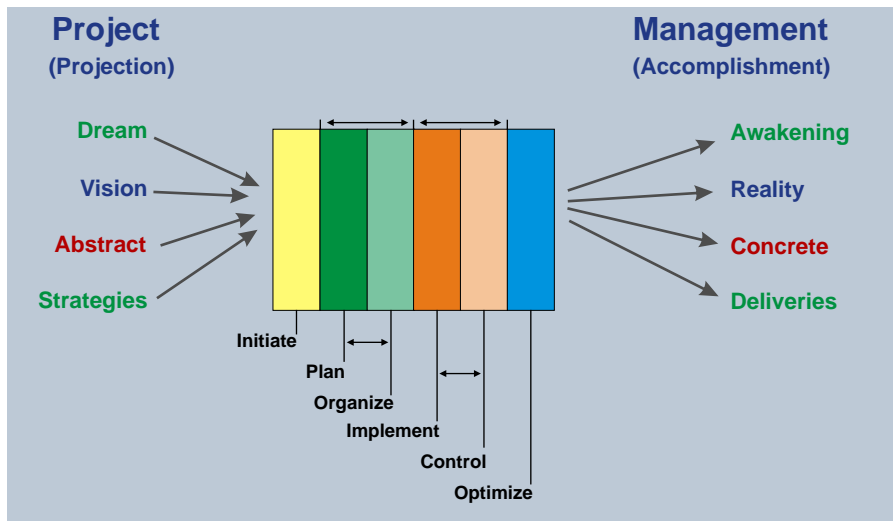 Project
(Projection)
Management
(Accomplishment)
Dream
Vision
Abstract
Strategies
Awakening
Reality
Concrete
Deliveries
Initiate
Plan
Organize
Implement
Control
Optimize